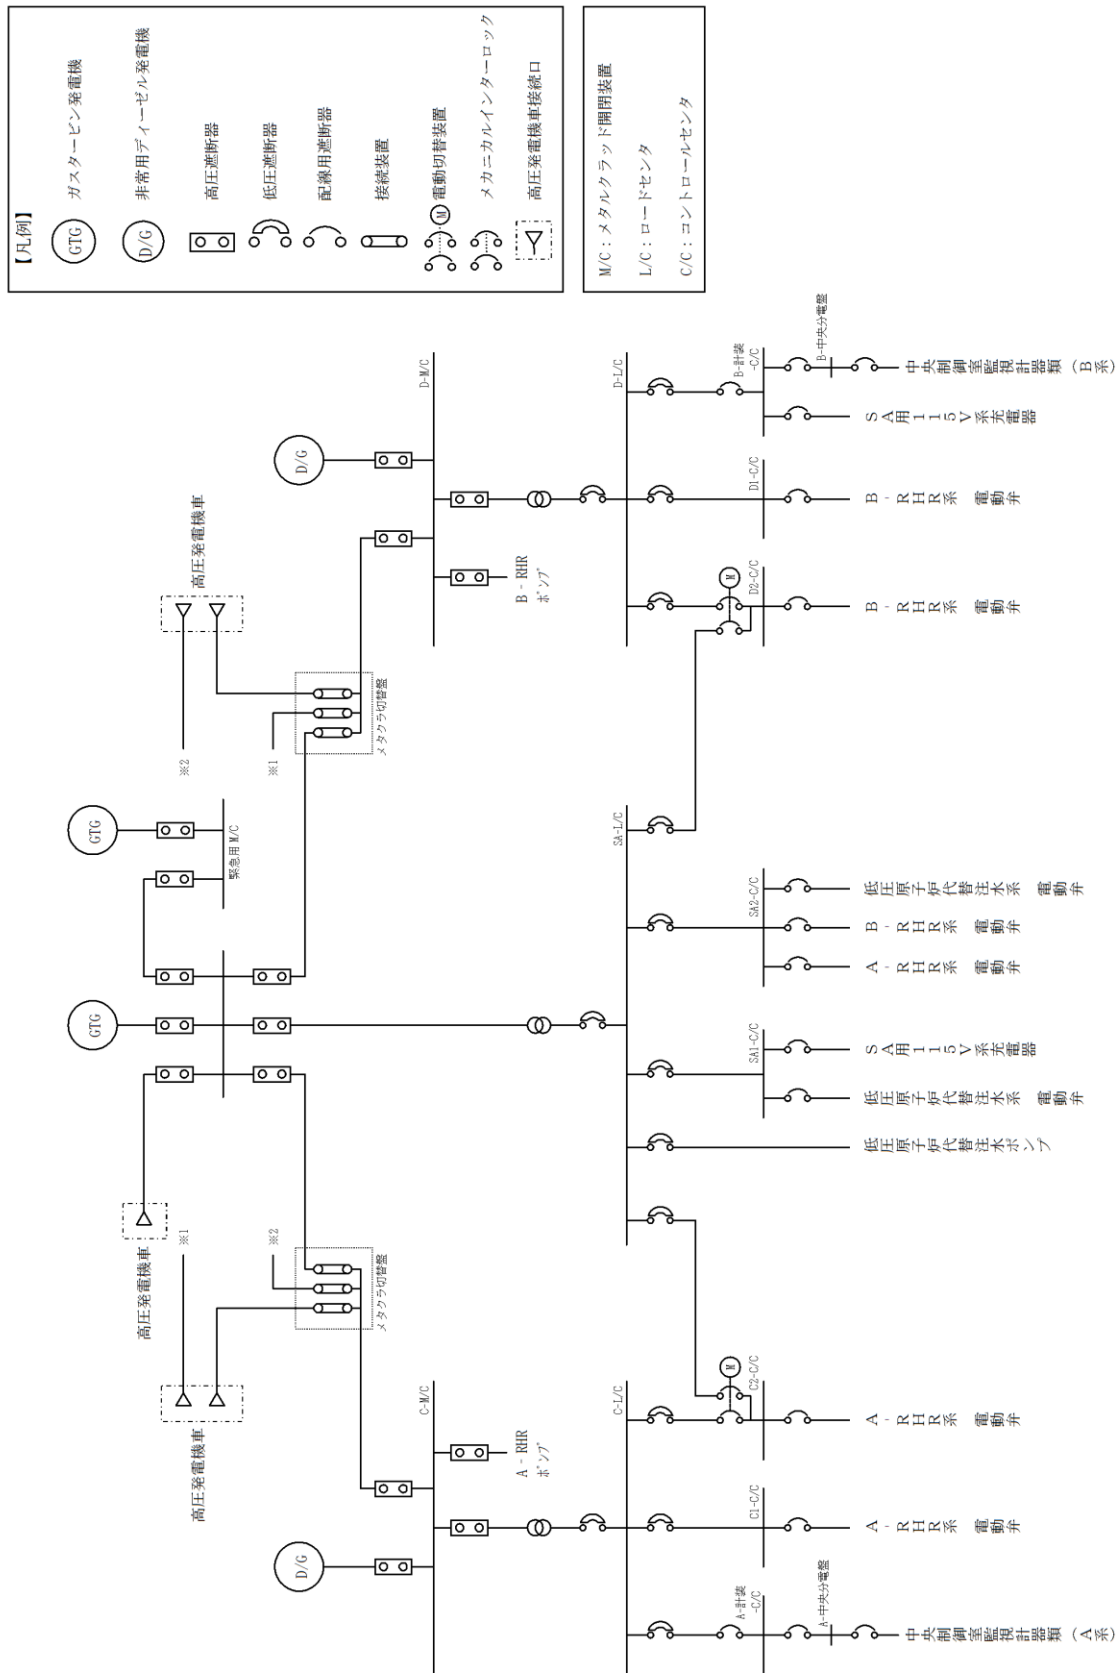 【凡例】
GTG
ガスタービン発電機
D/G
非常用ディーゼル発電機
高圧遮断器
低圧遮断器
配線用遮断器
接続装置
M
電動切替装置
メカニカルインターロック
高圧発電機車接続口
M/C：メタルクラッド開閉装置
L/C：ロードセンタ
C/C：コントロールセンタ
高圧発電機車
※1
高圧発電機車
※2
メタクラ切替盤
GTG
GTG
緊急用 M/C
高圧発電機車
※2
※1
メタクラ切替盤
D/G
C-M/C
A - RHR
ポンプ
D/G
D-M/C
B - RHR
ポンプ
C-L/C
SA-L/C
D-L/C
A-計装
-C/C
C1-C/C
M
C2-C/C
SA1-C/C
SA2-C/C
M
D2-C/C
D1-C/C
B-計装
-C/C
A-中央分電盤
B-中央分電盤
中央制御室監視計器類（A系）
A-RHR系 電動弁
A-RHR系 電動弁
低圧原子炉代替注水ポンプ
低圧原子炉代替注水系 電動弁
SA用115V系充電器
A-RHR系 電動弁
B-RHR系 電動弁
低圧原子炉代替注水系 電動弁
B-RHR系 電動弁
B-RHR系 電動弁
SA用115V系充電器
中央制御室監視計器類（B系）